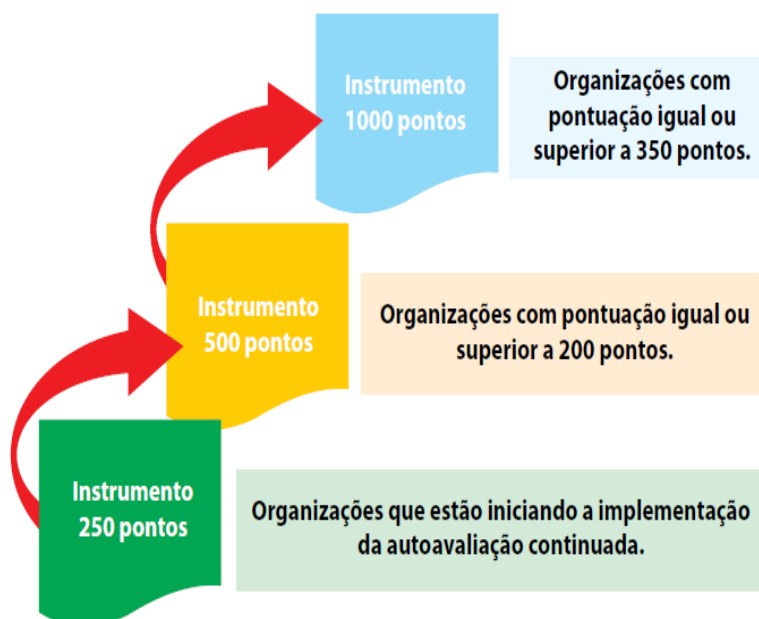 Instrumento
1000 pontos
Organizações com
pontuação igual ou
superior a 350 pontos.
Instrumento
500 pontos
Organizações com pontuação igual ou
superior a 200 pontos.
Instrumento
250 pontos
Organizações que estão iniciando a implementação
da autoavaliação continuada.